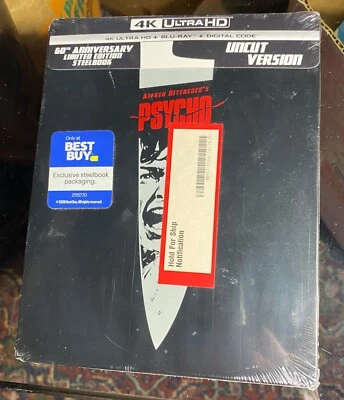 4K ULTRA HD
4K ULTRA HD + BLU-RAY + DIGITAL CODE
60th ANNIVERSARY
LIMITED EDITION
STEELBOOK
UNCUT
VERSION
ALFRED HITCHCOCK'S
PSYCHO
Only at
BEST
BUY
Exclusive steelbook
packaging.
Hold For Ship
Notification